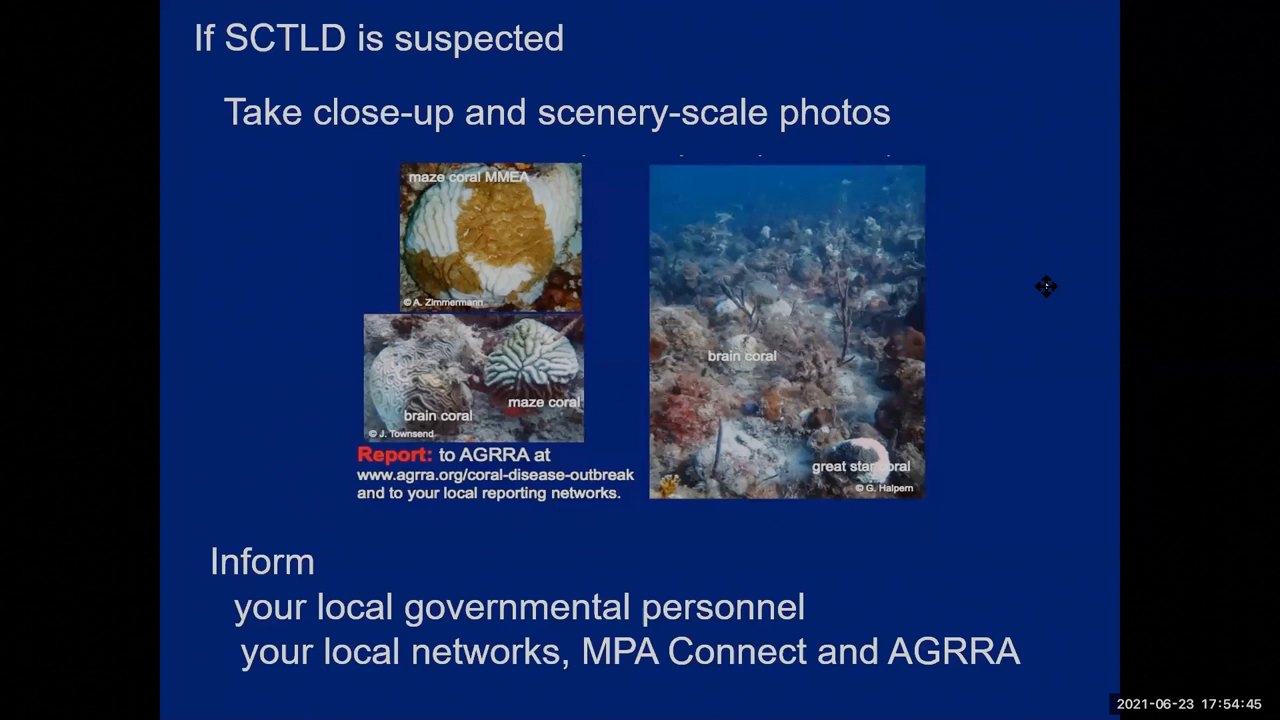 If SCTLD is suspected
Take close-up and scenery-scale photos
maze coral MMEA
© A. Zimmermann
brain coral
maze coral
© J. Townsend
Report: to AGRRA at
www.agrra.org/coral-disease-outbreak
and to your local reporting networks.
brain coral
great star coral
© G. Halpern
Inform
your local governmental personnel
your local networks, MPA Connect and AGRRA
2021-06-23 17:54:45